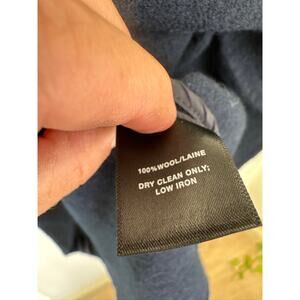 100% WOOL/LAINE
DRY CLEAN ONLY;
LOW IRON